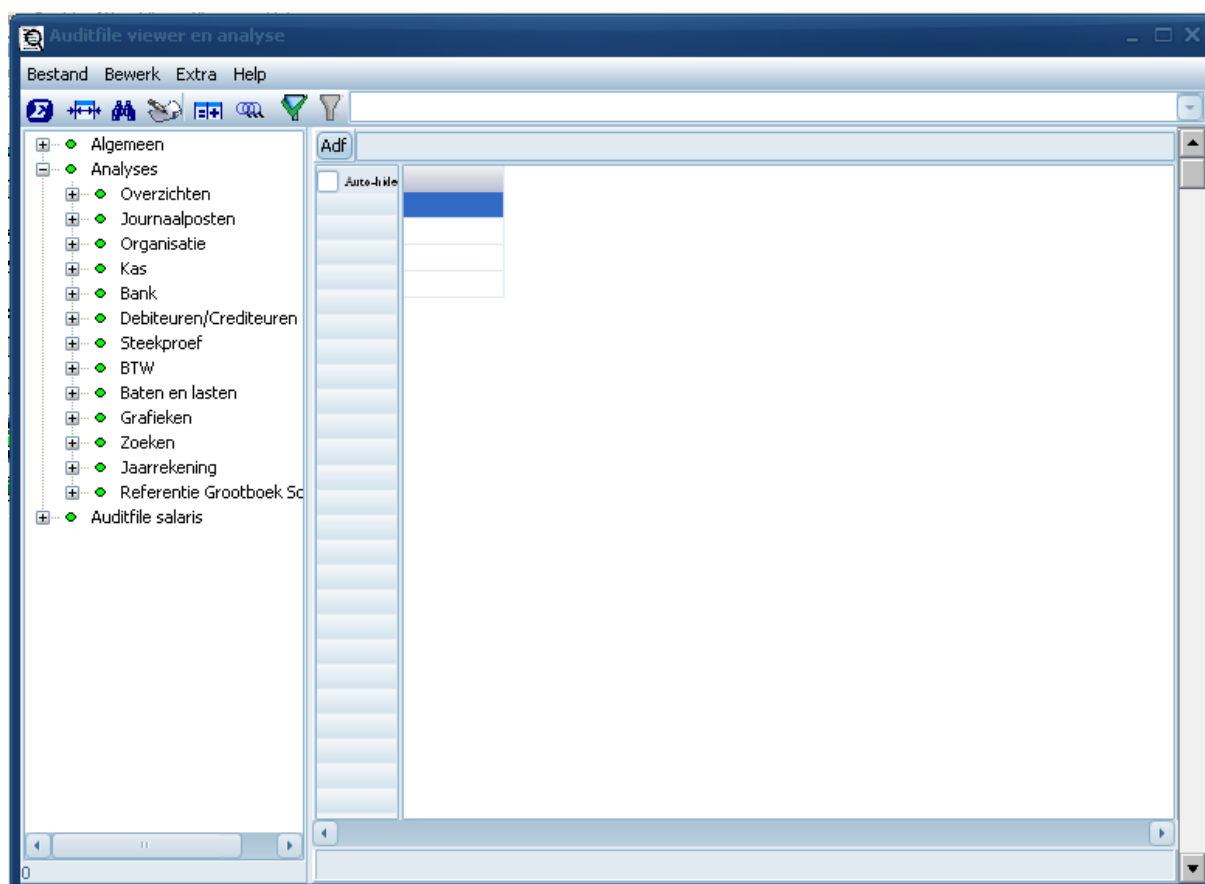 Auditfile viewer en analyse
Bestand Bewerk Extra Help
Algemeen
Adf
Analyses
Auto-hide
Overzichten
Journaalposten
Organisatie
Kas
Bank
Debiteuren/Crediteuren
Steekproef
BTW
Baten en lasten
Grafieken
Zoeken
Jaarrekening
Referentie Grootboek Sc
Auditfile salaris
0